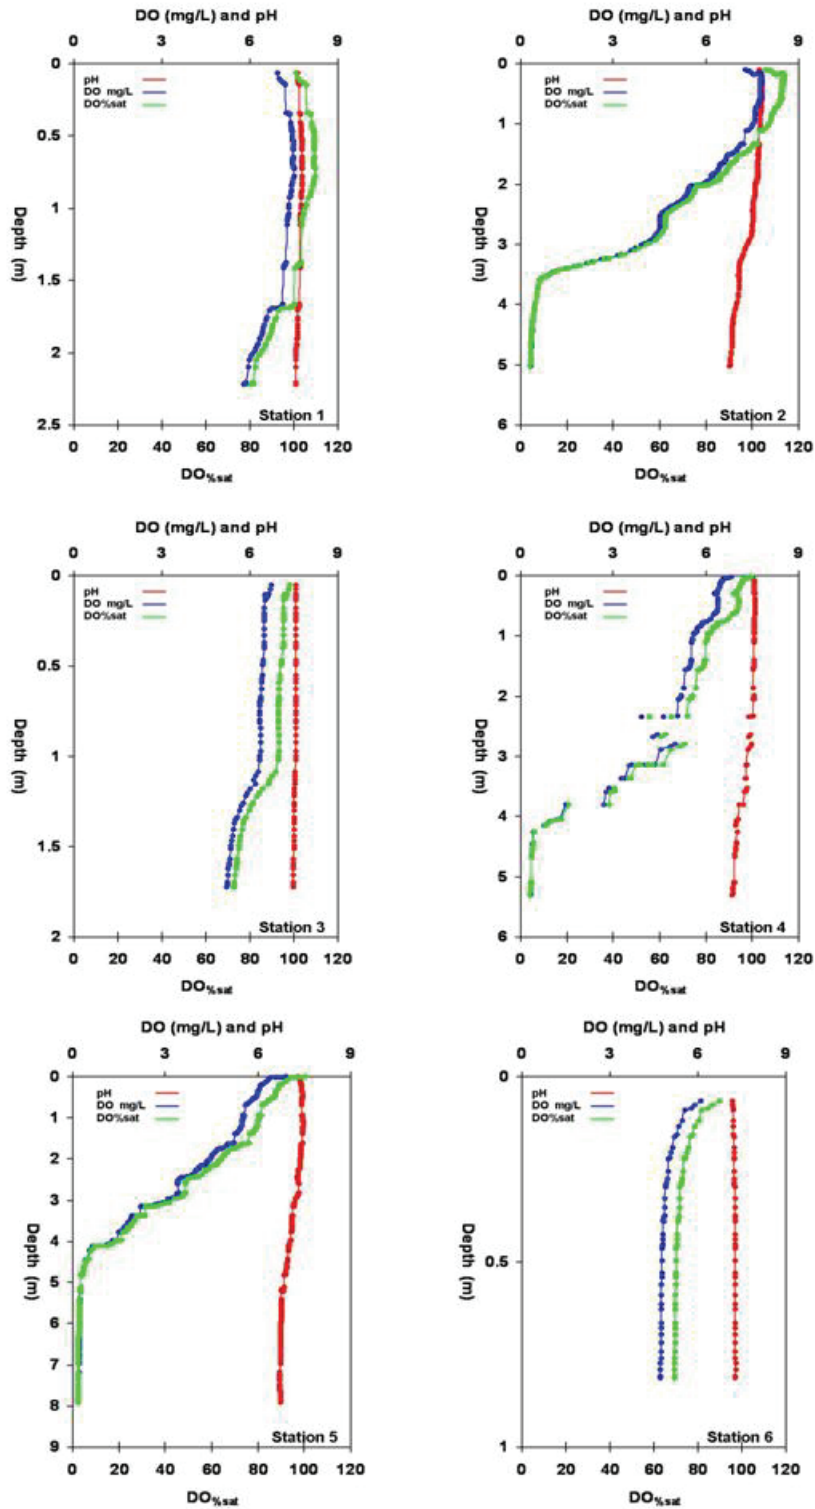 DO (mg/L) and pH
0 3 6 9
0
0.5
1
1.5
2
2.5
Depth (m)
pH
DO mg/L
DO%sat
Station 1
0 20 40 60 80 100 120
DO%sat
DO (mg/L) and pH
0 3 6 9
0
1
2
3
4
5
6
Depth (m)
pH
DO mg/L
DO%sat
Station 2
0 20 40 60 80 100 120
DO%sat
DO (mg/L) and pH
0 3 6 9
0
0.5
1
1.5
2
Depth (m)
pH
DO mg/L
DO%sat
Station 3
0 20 40 60 80 100 120
DO%sat
DO (mg/L) and pH
0 3 6 9
0
1
2
3
4
5
6
Depth (m)
pH
DO mg/L
DO%sat
Station 4
0 20 40 60 80 100 120
DO%sat
DO (mg/L) and pH
0 3 6 9
0
1
2
3
4
5
6
7
8
9
Depth (m)
pH
DO mg/L
DO%sat
Station 5
0 20 40 60 80 100 120
DO%sat
DO (mg/L) and pH
0 3 6 9
0
0.5
1
Depth (m)
pH
DO mg/L
DO%sat
Station 6
0 20 40 60 80 100 120
DO%sat